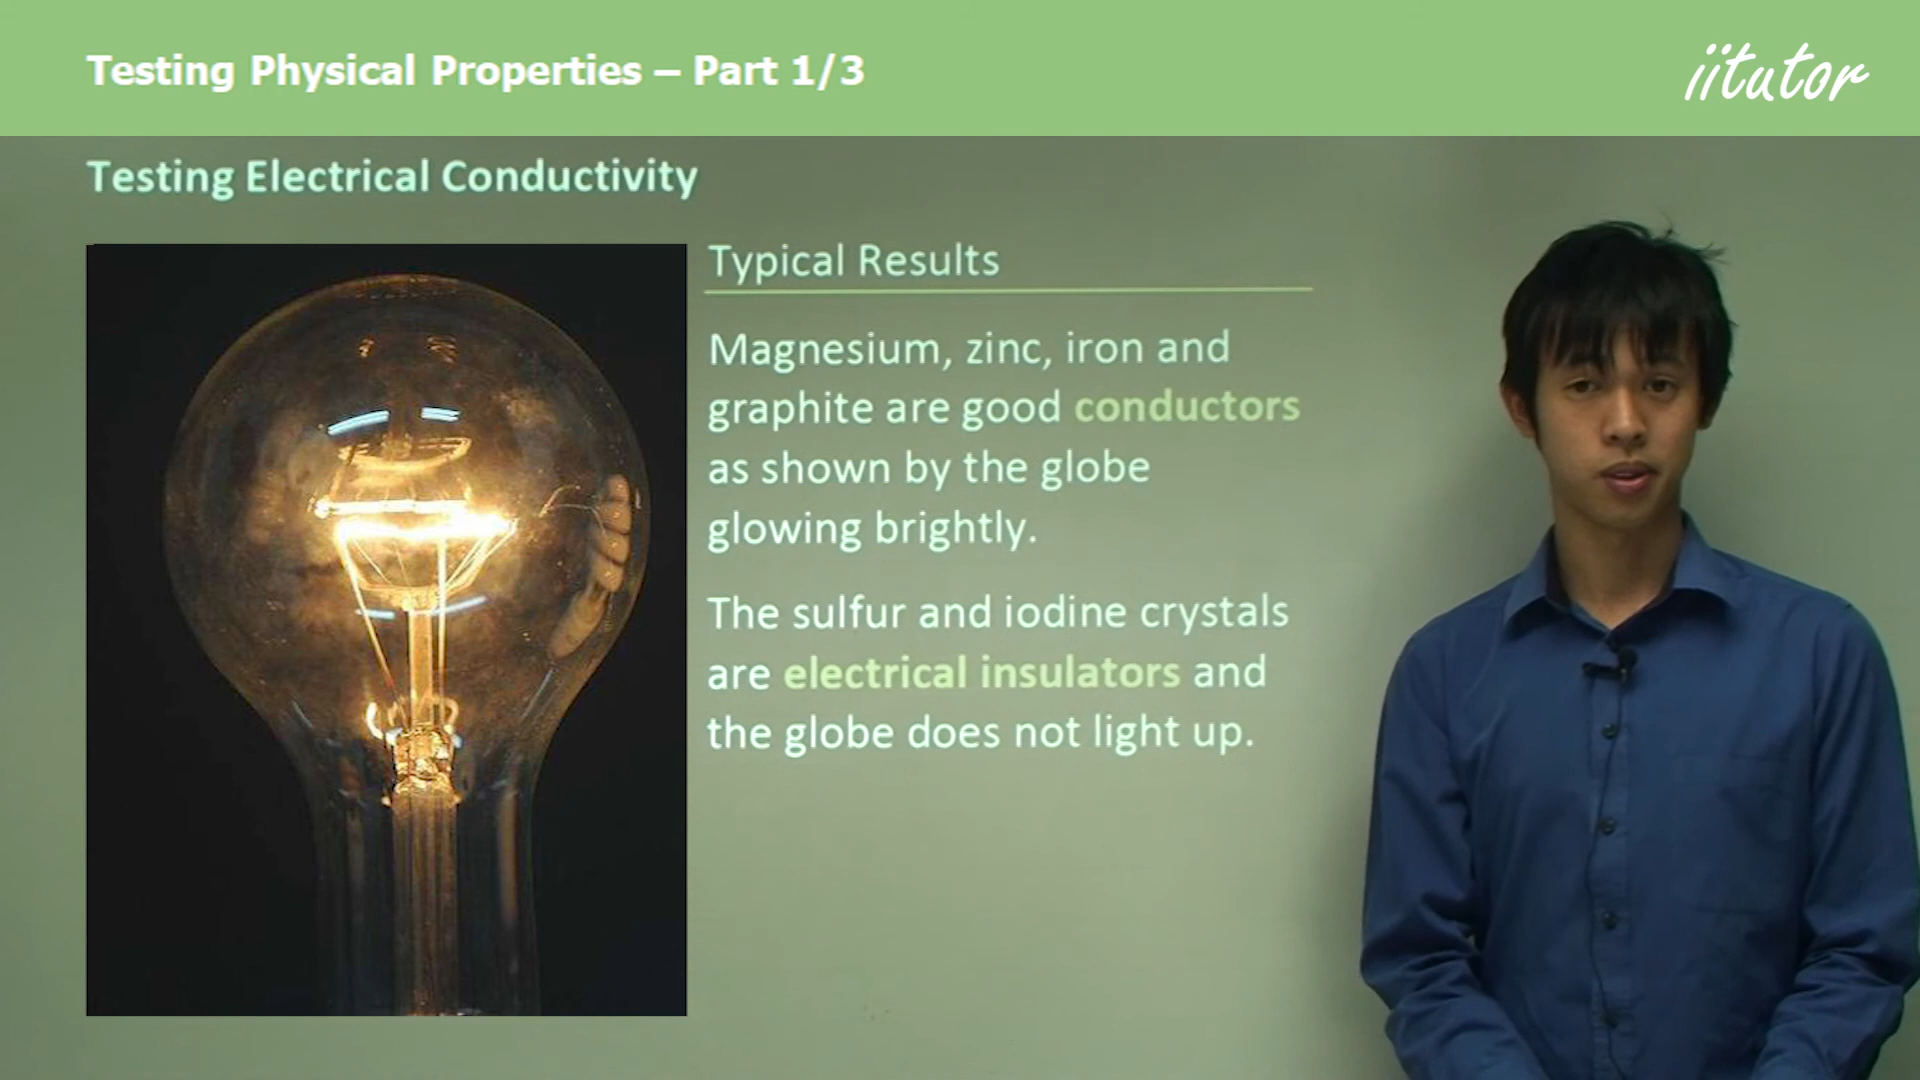 Testing Physical Properties – Part 1/3
iitutor
Testing Electrical Conductivity
Typical Results
Magnesium, zinc, iron and
graphite are good conductors
as shown by the globe
glowing brightly.
The sulfur and iodine crystals
are electrical insulators and
the globe does not light up.